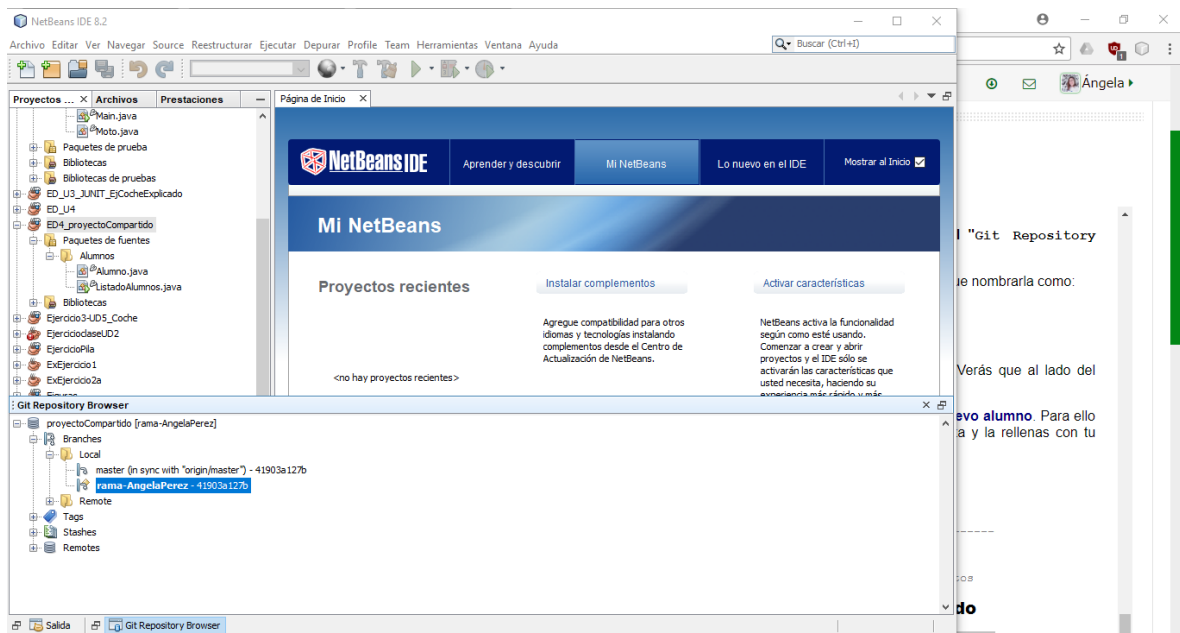 NetBeans IDE 8.2
Archivo Editar Ver Navegar Source Reestructurar Ejecutar Depurar Profile Team Herramientas Ventana Ayuda
Buscar (Ctrl+I)
Proyectos ... Archivos Prestaciones
Main.java
Moto.java
Paquetes de prueba
Bibliotecas
Bibliotecas de pruebas
ED_U3_JUNIT_EjCocheExplicado
ED_U4
ED4_proyectoCompartido
Paquetes de fuentes
Alumnos
Alumno.java
ListadoAlumnos.java
Bibliotecas
Ejercicio3-UD5_Coche
EjercicioclaseUD2
EjercicioPila
ExEjercicio1
ExEjercicio2a
Figuras
Página de Inicio
NetBeans IDE
Aprender y descubrir
Mi NetBeans
Lo nuevo en el IDE
Mostrar al Inicio
Mi NetBeans
Proyectos recientes
<no hay proyectos recientes>
Instalar complementos
Agregue compatibilidad para otros
idiomas y tecnologías instalando
complementos desde el Centro de
Actualización de NetBeans.
Activar características
NetBeans activa la funcionalidad
según como esté usando.
Comenzar a crear y abrir
proyectos y el IDE sólo se
activarán las características que
usted necesita, haciendo su
experiencia más rápido y más
Git Repository Browser
proyectoCompartido [rama-AngelaPerez]
Branches
Local
master (in sync with "origin/master") - 41903a127b
rama-AngelaPerez - 41903a127b
Remote
Tags
Stashes
Remotes
Salida
Git Repository Browser
Ángela
"Git Repository
ue nombrarla como:
Verás que al lado del
evo alumno. Para ello
a y la rellenas con tu
------
tos
do